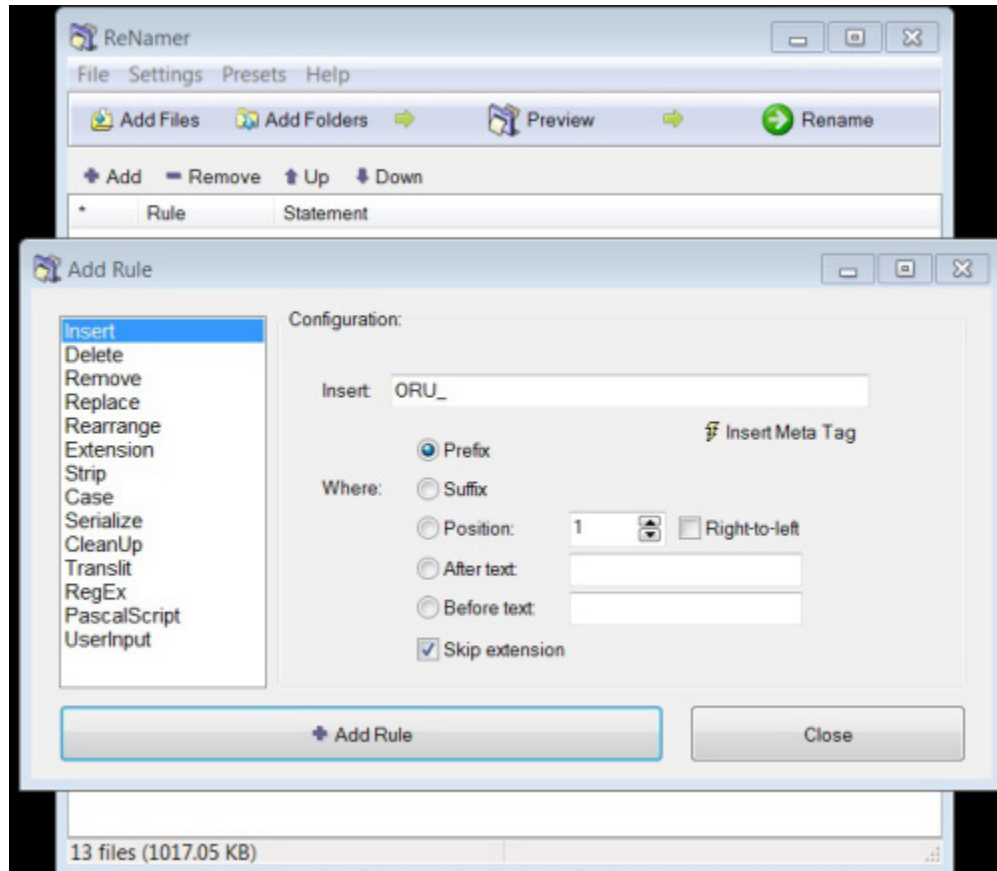 ReNamer
File Settings Presets Help
Add Files Add Folders Preview Rename
Add Remove Up Down
* Rule Statement
Add Rule
Configuration:
Insert
Delete
Remove
Replace
Rearrange
Extension
Strip
Case
Serialize
CleanUp
Translit
RegEx
PascalScript
UserInput
Insert: ORU_
Insert Meta Tag
Where:
Prefix
Suffix
Position: 1 Right-to-left
After text:
Before text:
Skip extension
Add Rule Close
13 files (1017.05 KB)